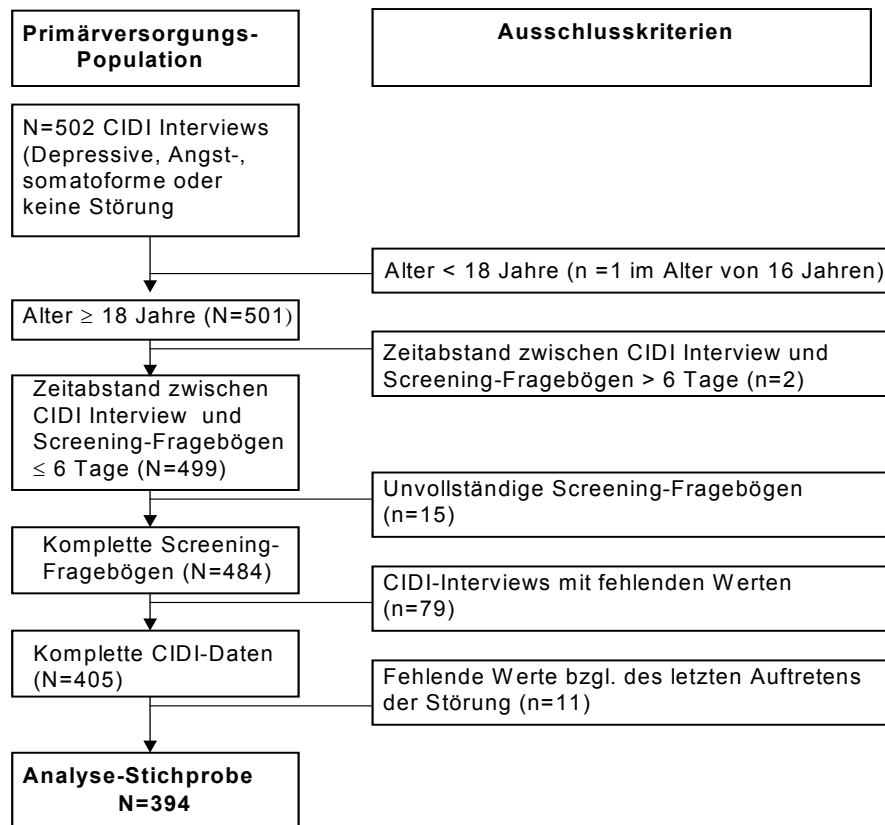 Primärversorgungs-
Population
Ausschlusskriterien
N=502 CIDI Interviews
(Depressive, Angst-,
somatoforme oder
keine Störung
Alter < 18 Jahre (n =1 im Alter von 16 Jahren)
Alter ≥ 18 Jahre (N=501)
Zeitabstand zwischen CIDI Interview und
Screening-Fragebögen > 6 Tage (n=2)
Zeitabstand zwischen
CIDI Interview und
Screening-Fragebögen
≤ 6 Tage (N=499)
Unvollständige Screening-Fragebögen
(n=15)
Komplette Screening-
Fragebögen (N=484)
CIDI-Interviews mit fehlenden Werten
(n=79)
Komplette CIDI-Daten
(N=405)
Fehlende Werte bzgl. des letzten Auftretens
der Störung (n=11)
Analyse-Stichprobe
N=394